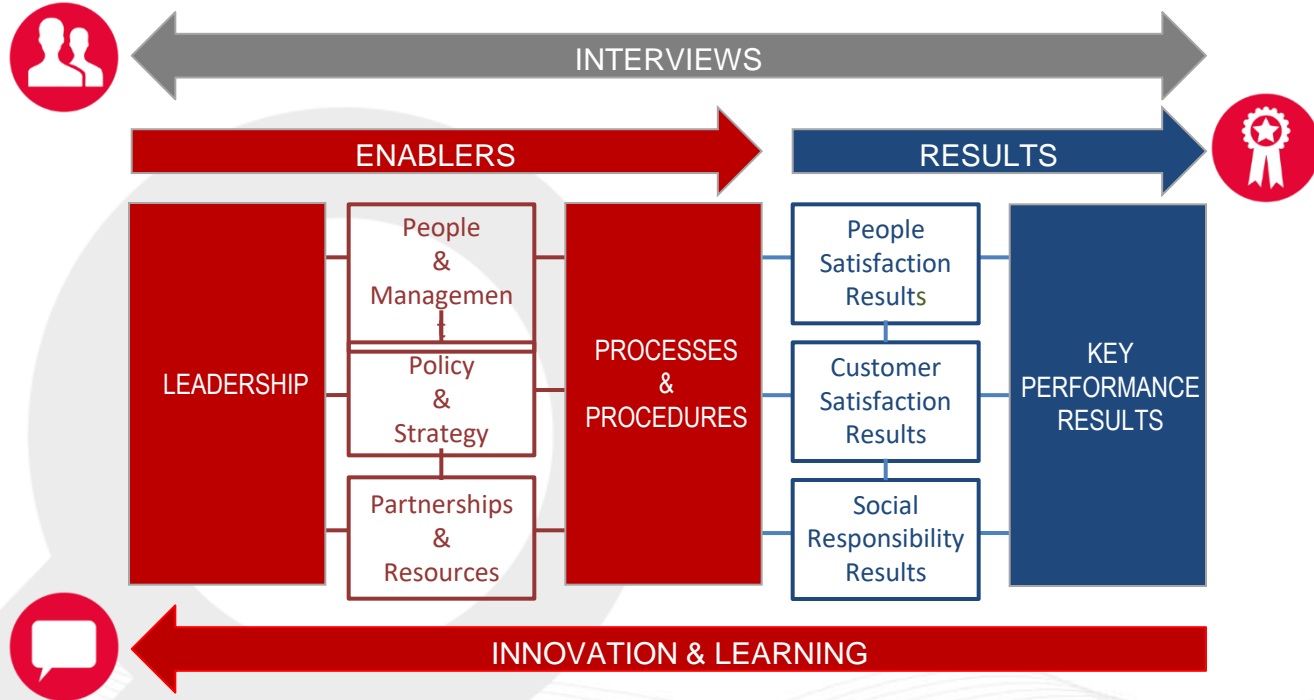 INTERVIEWS
ENABLERS
RESULTS
LEADERSHIP
People
&
Managemen
t
Policy
&
Strategy
Partnerships
&
Resources
PROCESSES
&
PROCEDURES
People
Satisfaction
Results
Customer
Satisfaction
Results
Social
Responsibility
Results
KEY
PERFORMANCE
RESULTS
INNOVATION & LEARNING